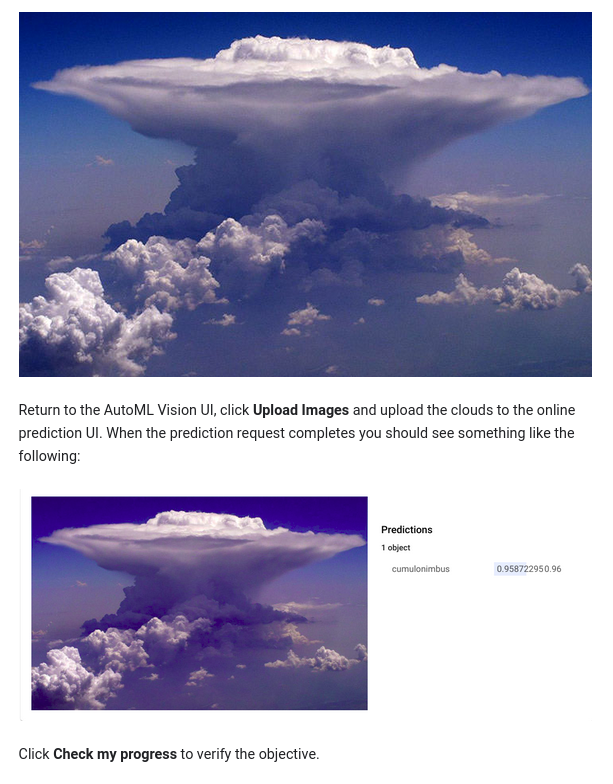 Return to the AutoML Vision UI, click Upload Images and upload the clouds to the online
prediction UI. When the prediction request completes you should see something like the
following:
Predictions
1 object
cumulonimbus 0.958722950.96
Click Check my progress to verify the objective.